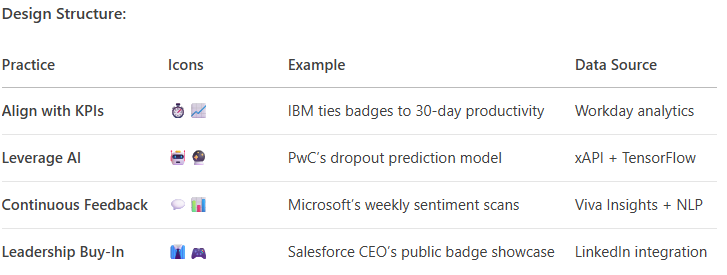 Design Structure:
Practice Icons Example Data Source
Align with KPIs ⏱️ 📈 IBM ties badges to 30-day productivity Workday analytics
Leverage AI 🤖 🔮 PwC’s dropout prediction model xAPI + TensorFlow
Continuous Feedback 💬 📊 Microsoft’s weekly sentiment scans Viva Insights + NLP
Leadership Buy-In 👔 🎮 Salesforce CEO’s public badge showcase LinkedIn integration